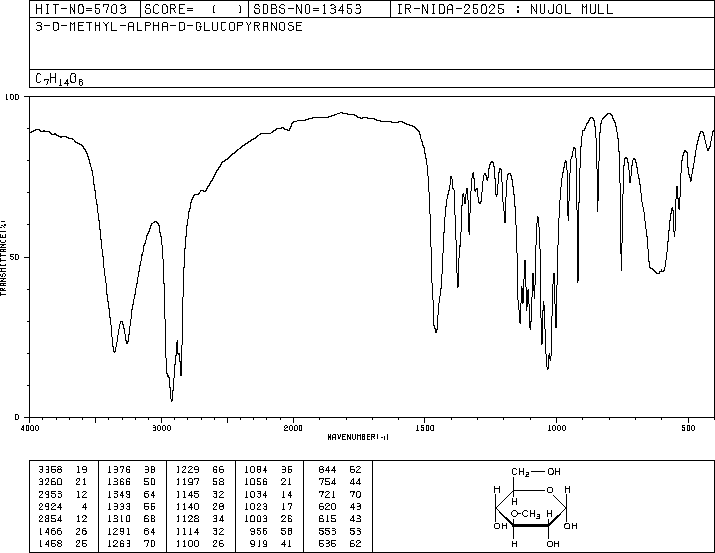 HIT-NO=5703 SCORE= ( ) SDBS-NO=13453 IR-NIDA-25025 : NUJOL MULL
3-O-METHYL-ALPHA-D-GLUCOPYRANOSE
C7H14O6
100
50
0
TRANSMITTANCE(%)
4000 3000 2000 1500 1000 500
WAVENUMBER(-1)
3358 19 1376 38 1229 66 1084 36 844 62
3260 21 1366 50 1197 58 1056 21 754 44
2953 12 1349 64 1145 32 1034 14 721 70
2924 4 1333 55 1140 28 1023 17 620 43
2854 12 1310 68 1128 34 1003 26 615 43
1466 26 1291 64 1114 32 956 58 553 53
1458 25 1263 70 1100 26 919 41 536 62
CH2 OH
H O H
H
O-CH3 H
OH OH
H OH